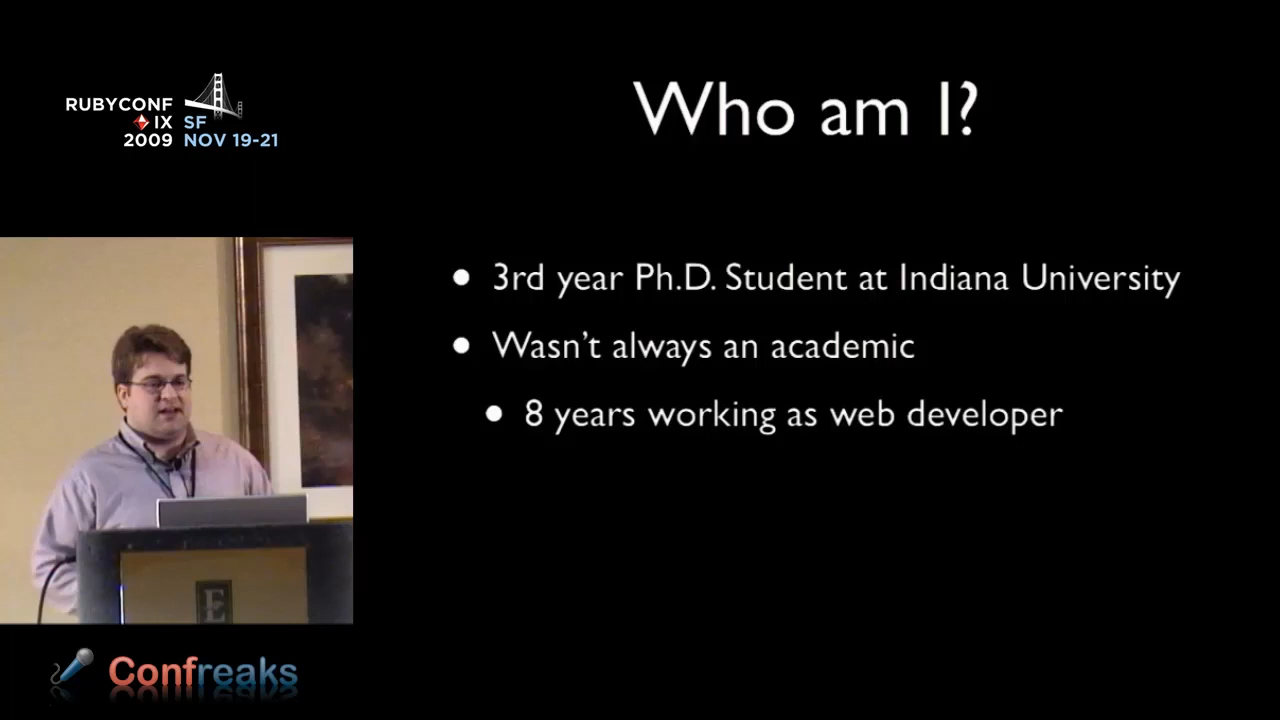 RUBYCONF
IX SF
2009 NOV 19-21
Who am I?
3rd year Ph.D. Student at Indiana University
Wasn't always an academic
8 years working as web developer
E
Confreaks